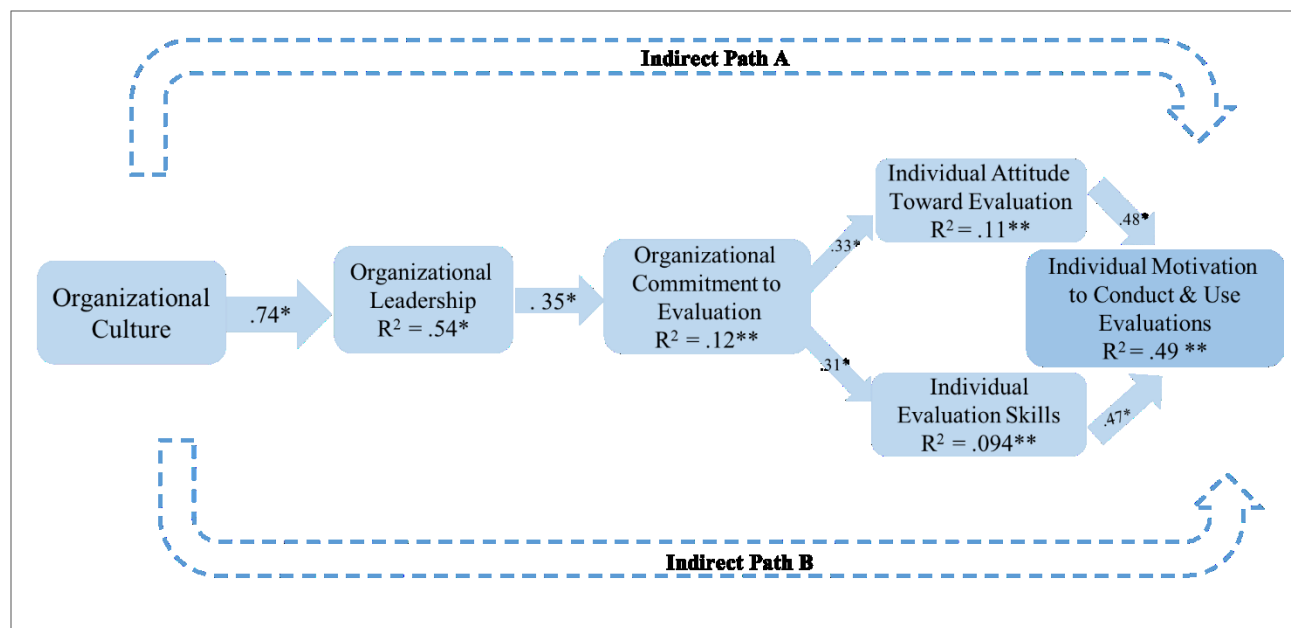 Indirect Path A
Organizational
Culture
.74*
Organizational
Leadership
R² = .54*
. 35*
Organizational
Commitment to
Evaluation
R² = .12**
.33*
.31*
Individual Attitude
Toward Evaluation
R² = .11**
.48*
Individual
Evaluation Skills
R² = .094**
.47*
Individual Motivation
to Conduct & Use
Evaluations
R² = .49 **
Indirect Path B